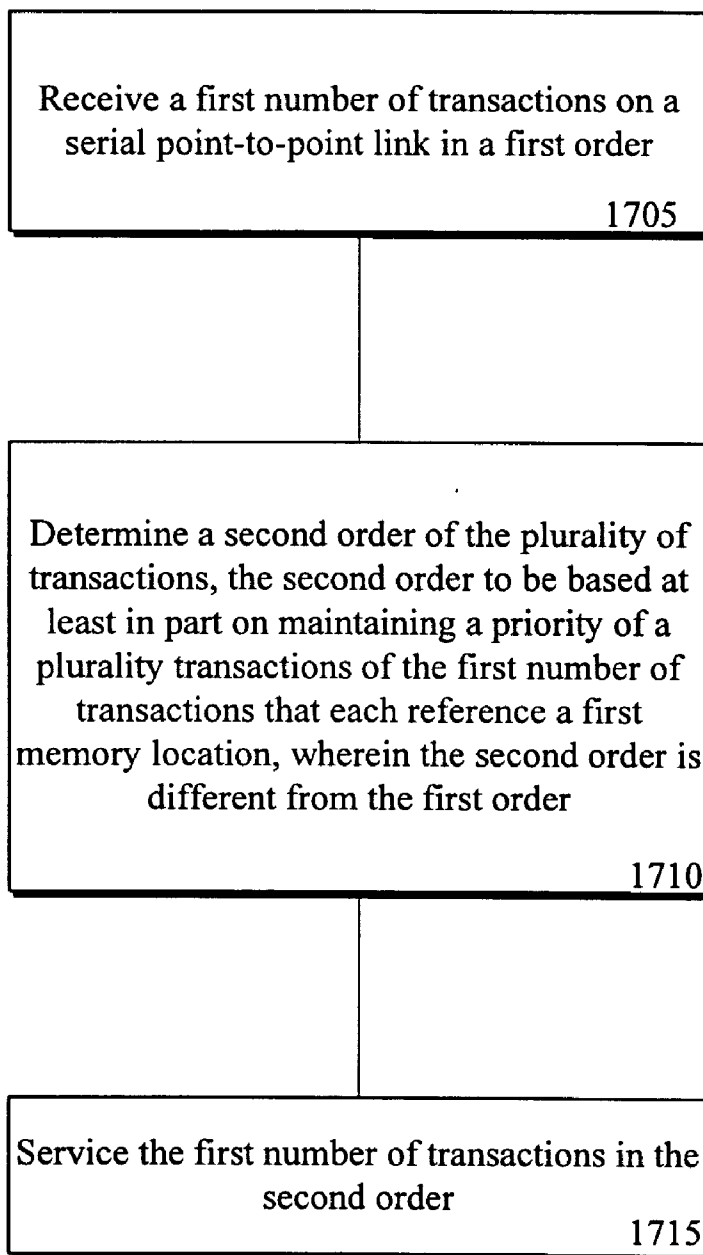 Receive a first number of transactions on a
serial point-to-point link in a first order
1705
Determine a second order of the plurality of
transactions, the second order to be based at
least in part on maintaining a priority of a
plurality transactions of the first number of
transactions that each reference a first
memory location, wherein the second order is
different from the first order
1710
Service the first number of transactions in the
second order
1715